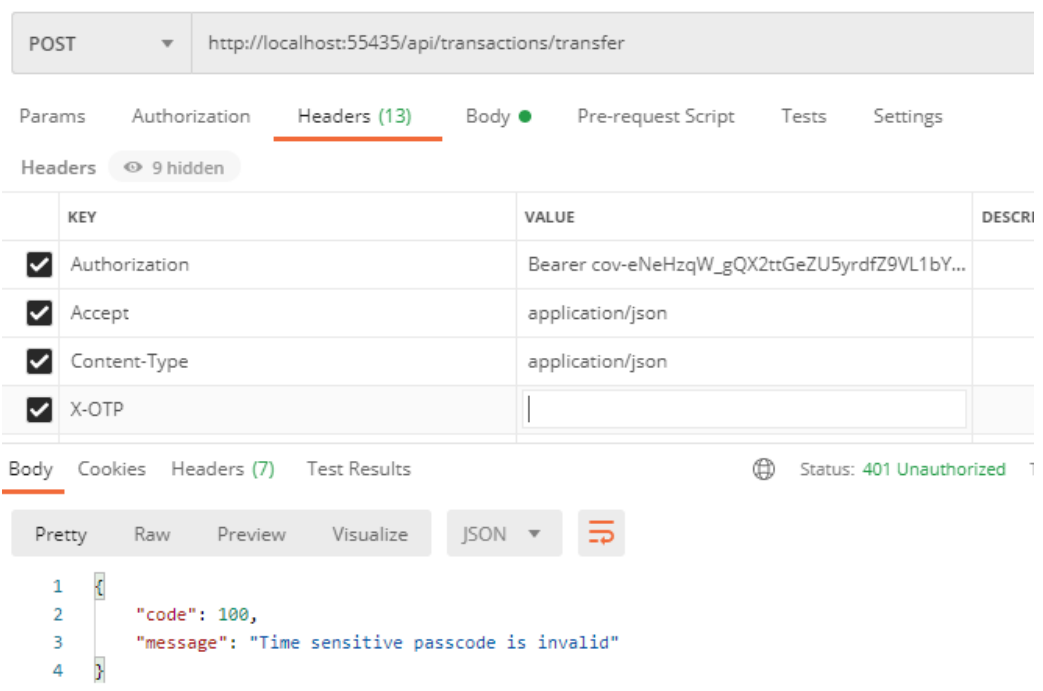 POST http://localhost:55435/api/transactions/transfer
Params Authorization Headers (13) Body Pre-request Script Tests Settings
Headers 9 hidden
KEY VALUE DESCRI
Authorization Bearer cov-eNeHzqW_gQX2ttGeZU5yrdfZ9VL1bY...
Accept application/json
Content-Type application/json
X-OTP
Body Cookies Headers (7) Test Results Status: 401 Unauthorized
Pretty Raw Preview Visualize JSON
1 {
2 "code": 100,
3 "message": "Time sensitive passcode is invalid"
4 }